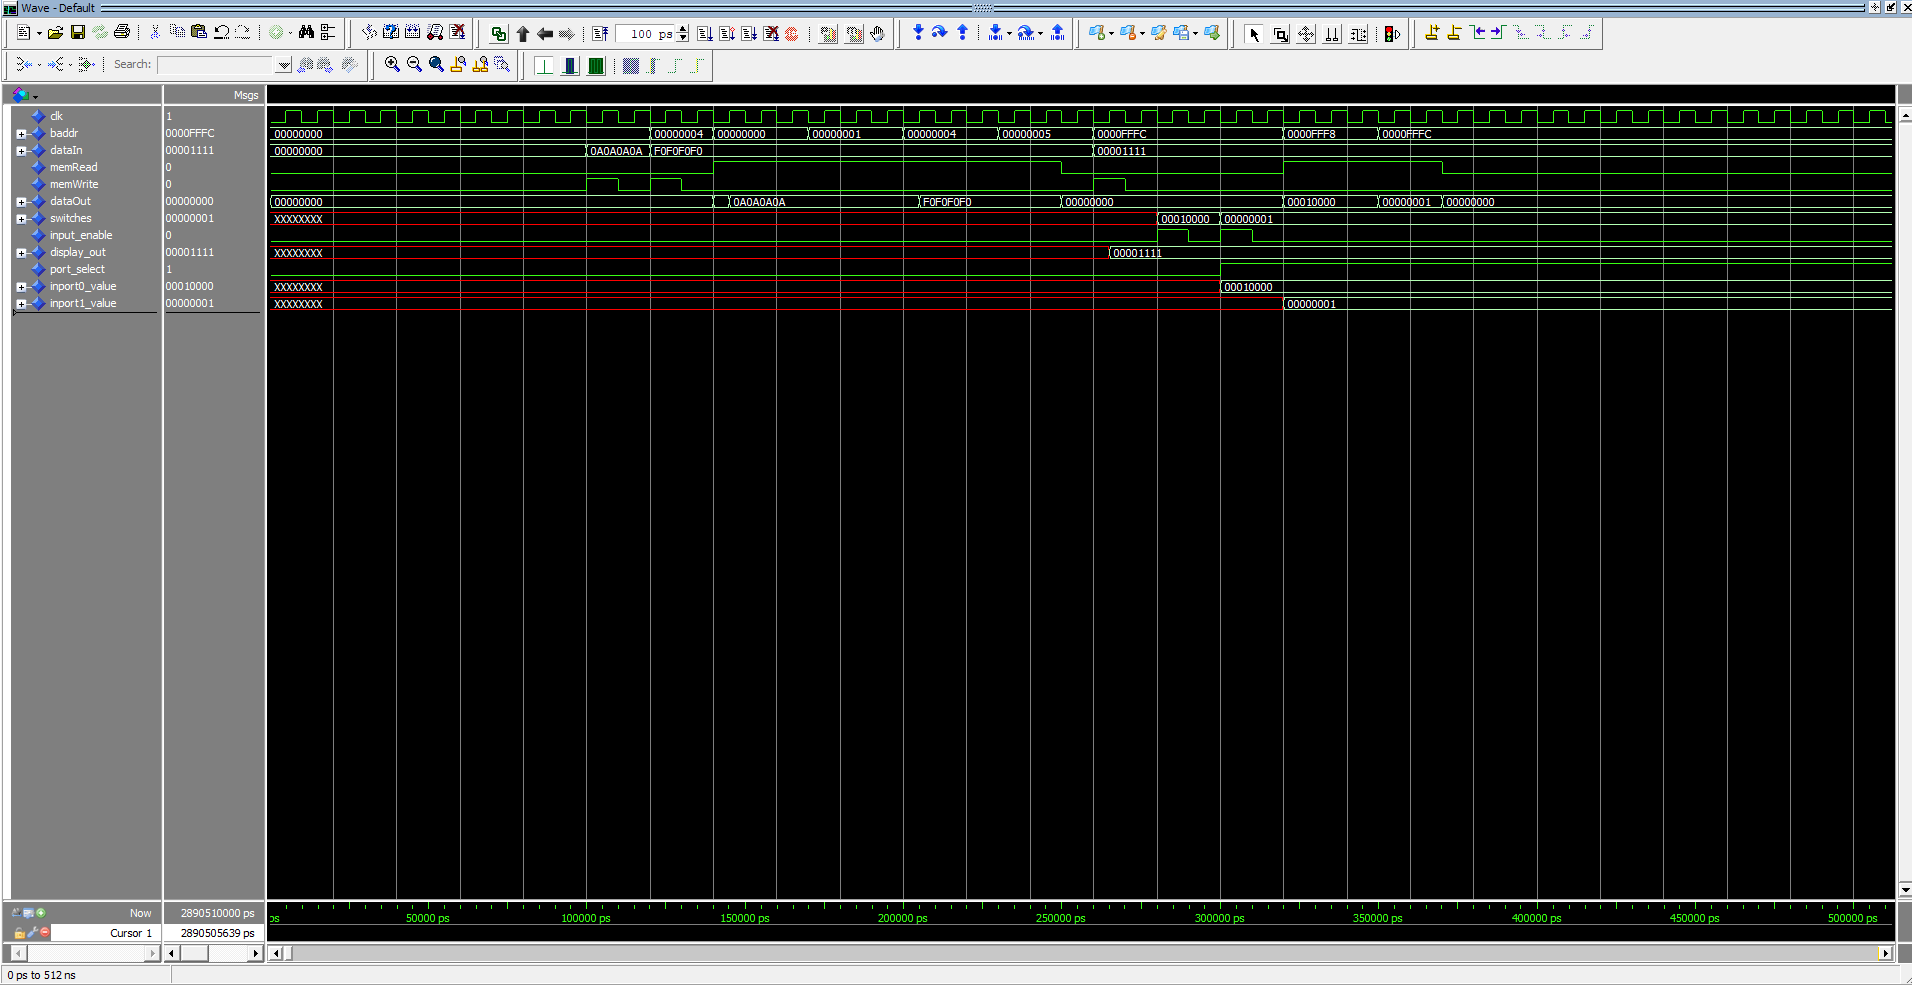 Wave - Default
100 ps
Search:
Msgs
clk 1
baddr 0000FFFC 00000000 00000004 00000000 00000001 00000004 00000005 0000FFFC 0000FFF8 0000FFFC
dataIn 00001111 00000000 0A0A0A0A F0F0F0F0 00001111
memRead 0
memWrite 0
dataOut 00000000 00000000 0A0A0A0A F0F0F0F0 00000000 00010000 00000001 00000000
switches 00000001 XXXXXXXX 00010000 00000001
input_enable 0
display_out 00001111 XXXXXXXX 00001111
port_select 1
inport0_value 00010000 XXXXXXXX 00010000
inport1_value 00000001 XXXXXXXX 00000001
Now 2890510000 ps ps 50000 ps 100000 ps 150000 ps 200000 ps 250000 ps 300000 ps 350000 ps 400000 ps 450000 ps 500000 ps
Cursor 1 2890505639 ps
0 ps to 512 ns